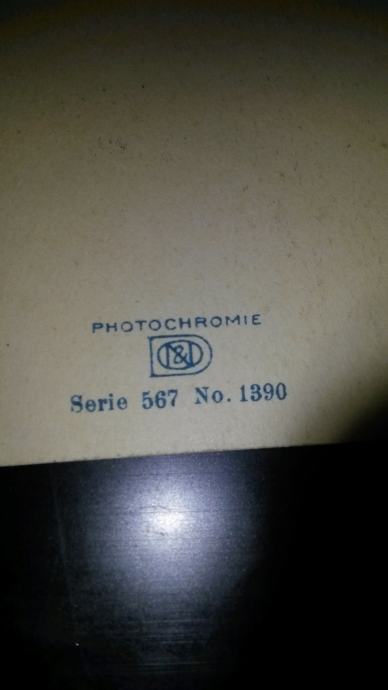 PHOTOCHROMIE
N&D
Serie 567 No. 1390